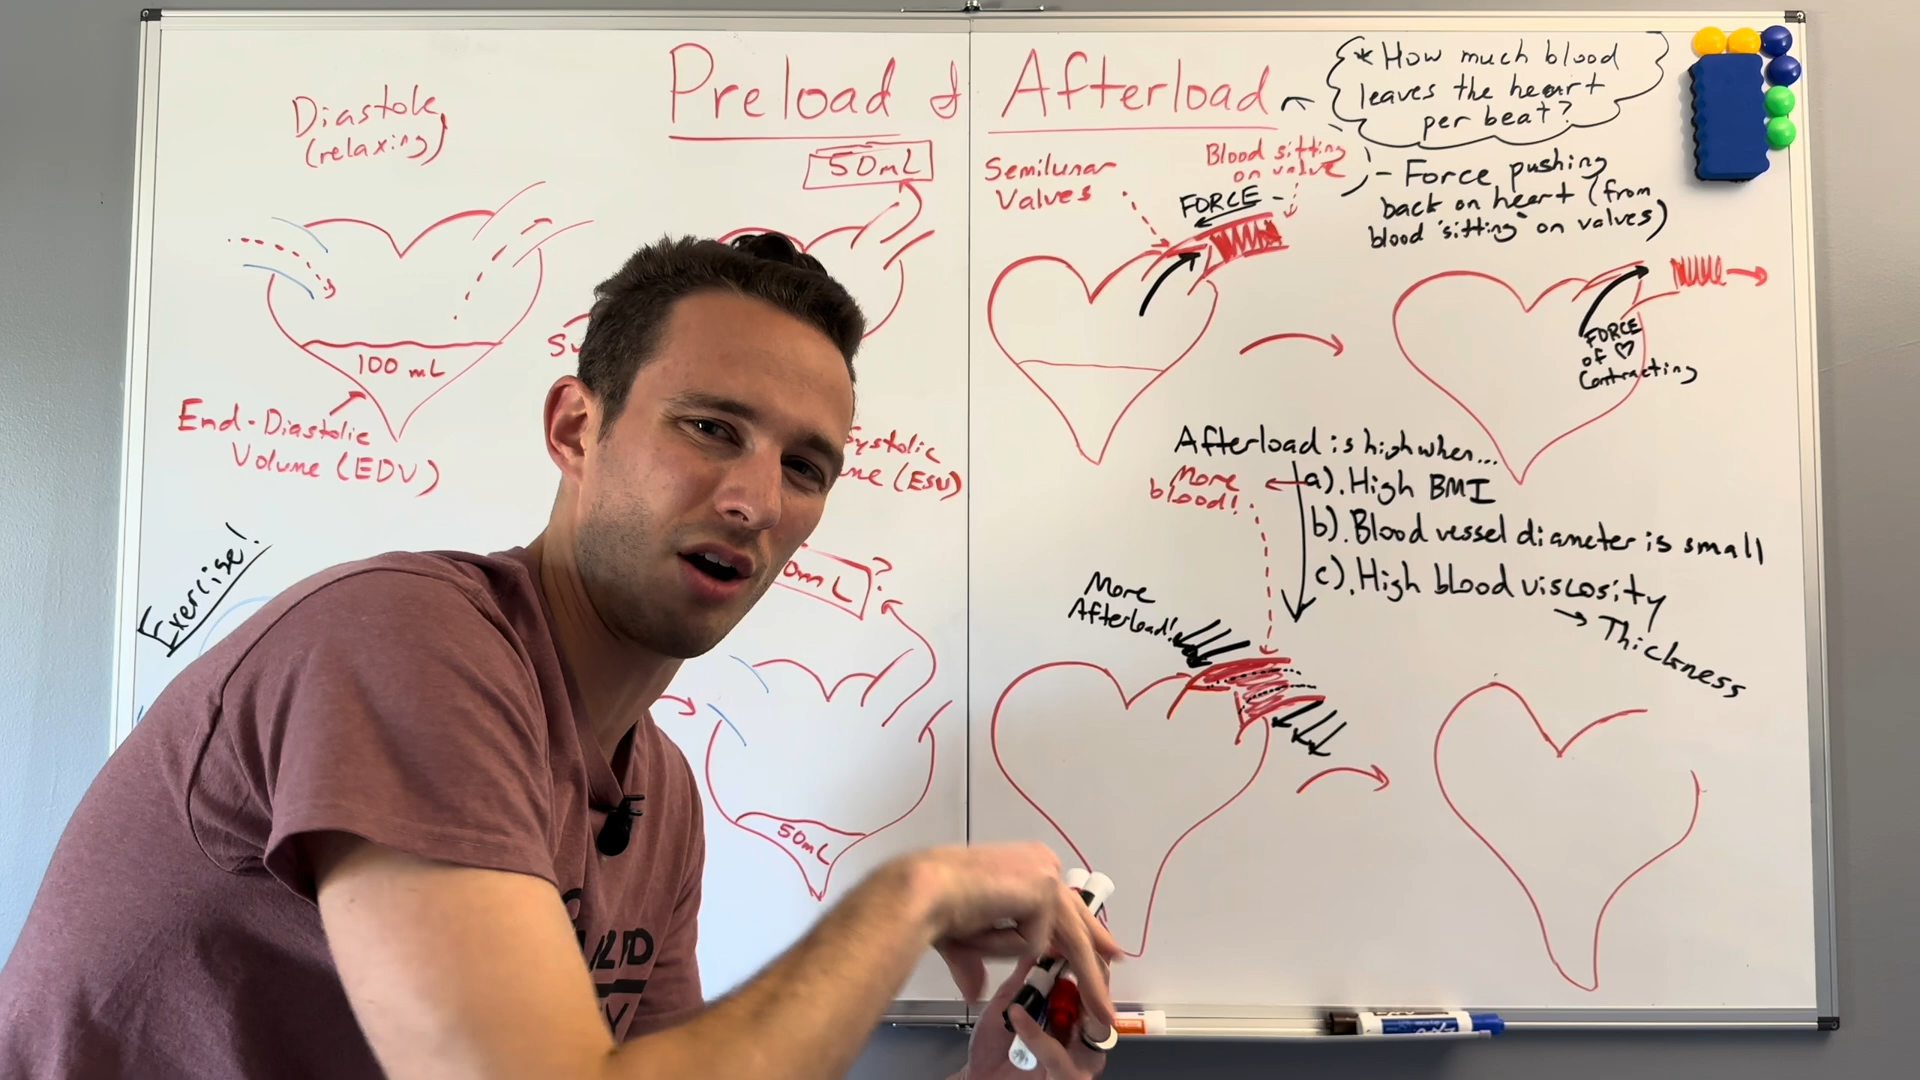 Preload & Afterload
Diastole
(relaxing)
100 mL
End-Diastolic
Volume (EDV)
50mL
Systolic
(ESV)
Exercise!
?
50mL
* How much blood
leaves the heart
per beat?
- Force pushing
back on heart (from
blood "sitting" on valves)
Semilunar
Valves
Blood sitting
on valve
FORCE
FORCE
of ♡
Contracting
Afterload is high when...
More
blood!
a). High BMI
b). Blood vessel diameter is small
c). High blood viscosity
→ Thickness
More
Afterload!